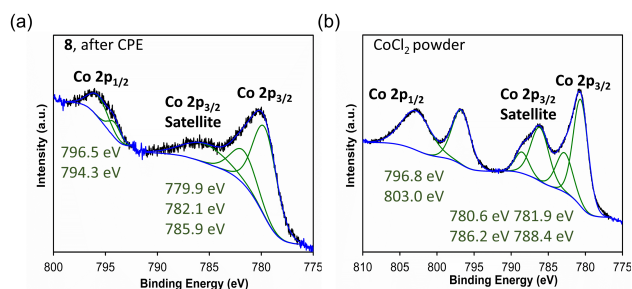 (a)
8, after CPE
Co 2p1/2
Co 2p3/2
Satellite
Co 2p3/2
796.5 eV
794.3 eV
779.9 eV
782.1 eV
785.9 eV
Intensity (a.u.)
800 795 790 785 780 775
Binding Energy (eV)
(b)
CoCl2 powder
Co 2p1/2
Co 2p3/2
Satellite
Co 2p3/2
796.8 eV
803.0 eV
780.6 eV 781.9 eV
786.2 eV 788.4 eV
Intensity (a.u.)
810 805 800 795 790 785 780 775
Binding Energy (eV)